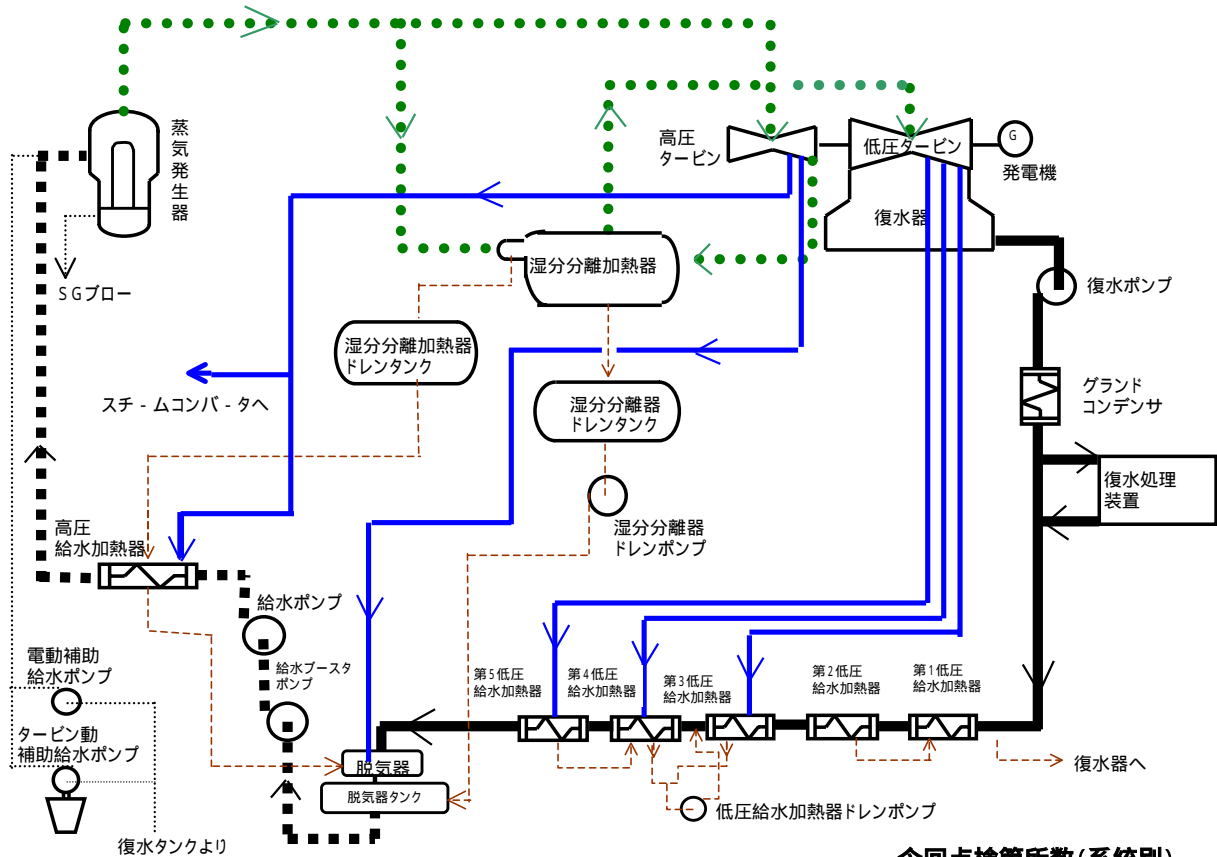 蒸気発生器
高圧
タービン
低圧タービン
G
発電機
復水器
湿分分離加熱器
復水ポンプ
SGブロー
湿分分離加熱器
ドレンタンク
グランド
コンデンサ
スチ-ムコンバ-タへ
湿分分離器
ドレンタンク
復水処理
装置
湿分分離器
ドレンポンプ
高圧
給水加熱器
給水ポンプ
給水ブースタ
ポンプ
電動補助
給水ポンプ
タービン動
補助給水ポンプ
第5低圧
給水加熱器
第4低圧
給水加熱器
第3低圧
給水加熱器
第2低圧
給水加熱器
第1低圧
給水加熱器
脱気器
脱気器タンク
復水器へ
低圧給水加熱器ドレンポンプ
復水タンクより
今回点検箇所数(系統別)